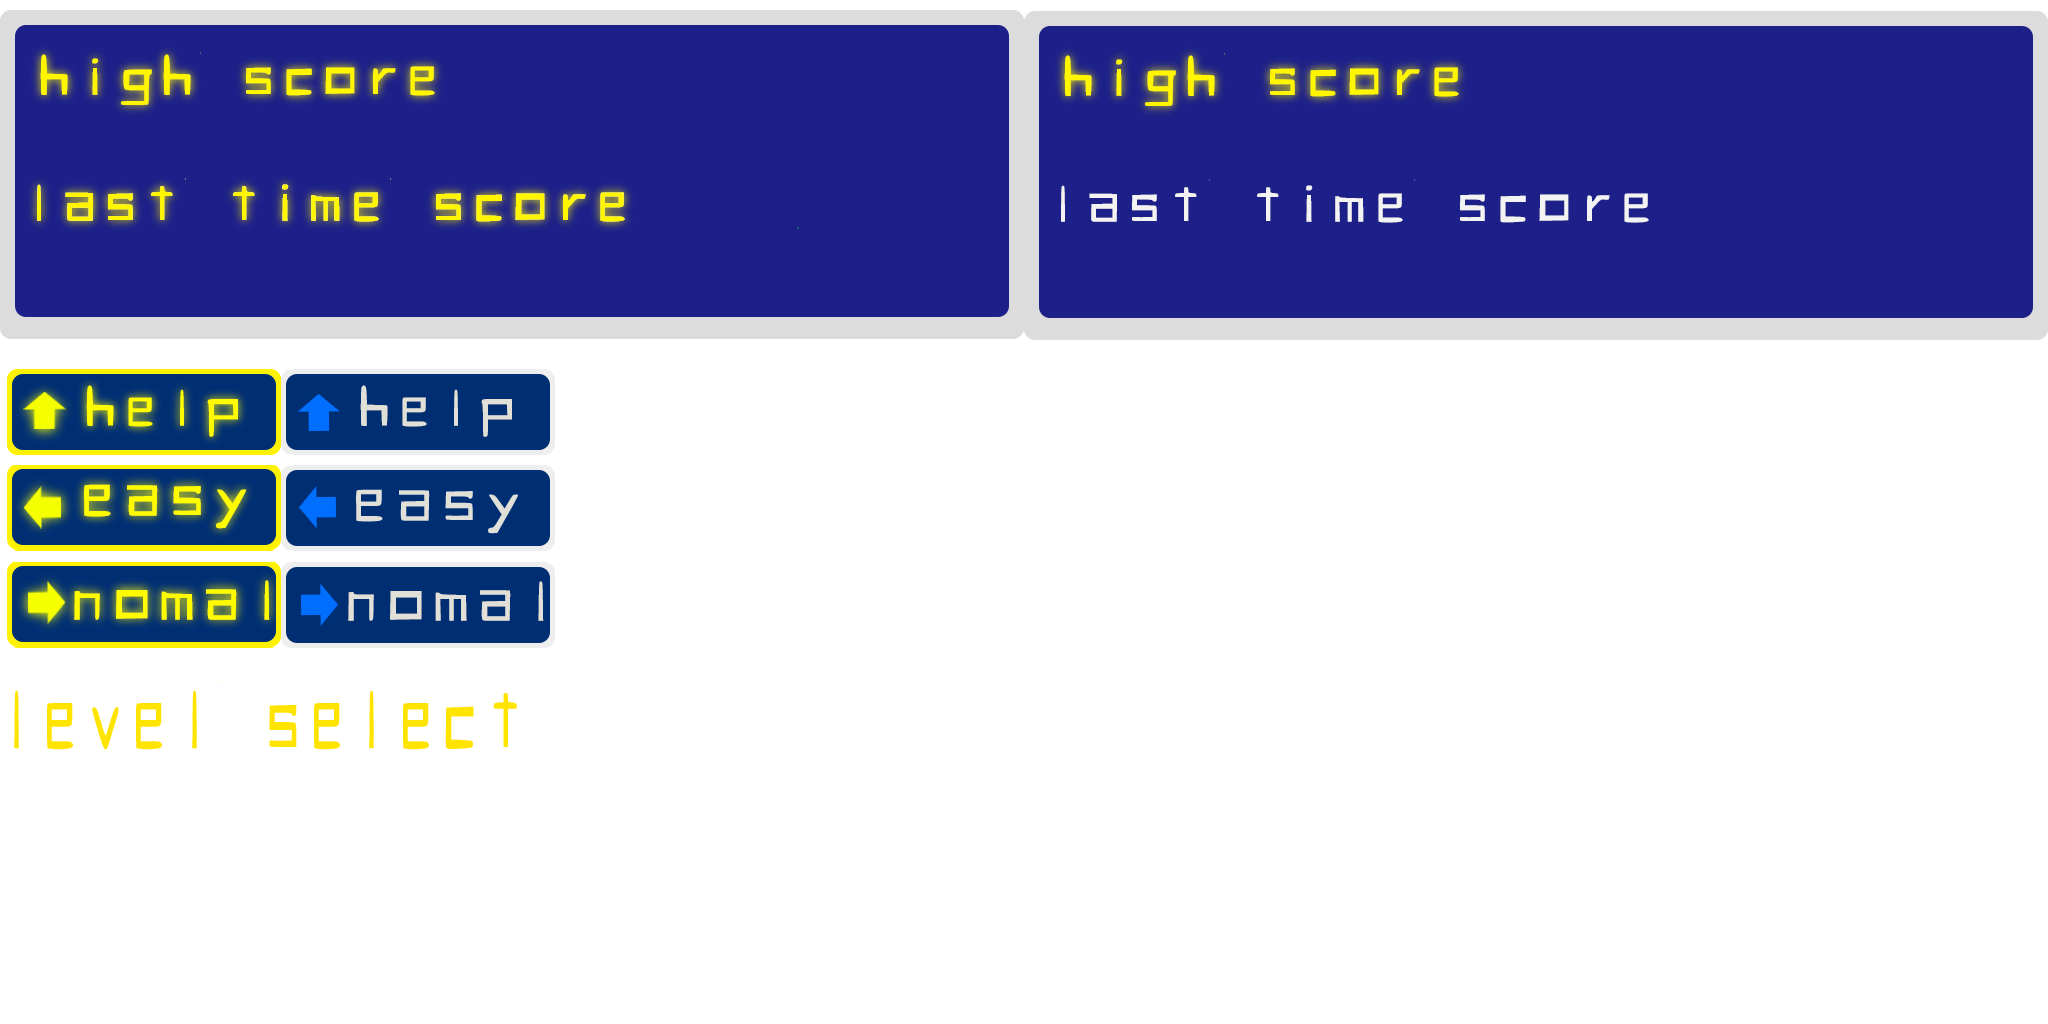 high score
last time score
high score
last time score
help
help
easy
easy
nomal
nomal
level select